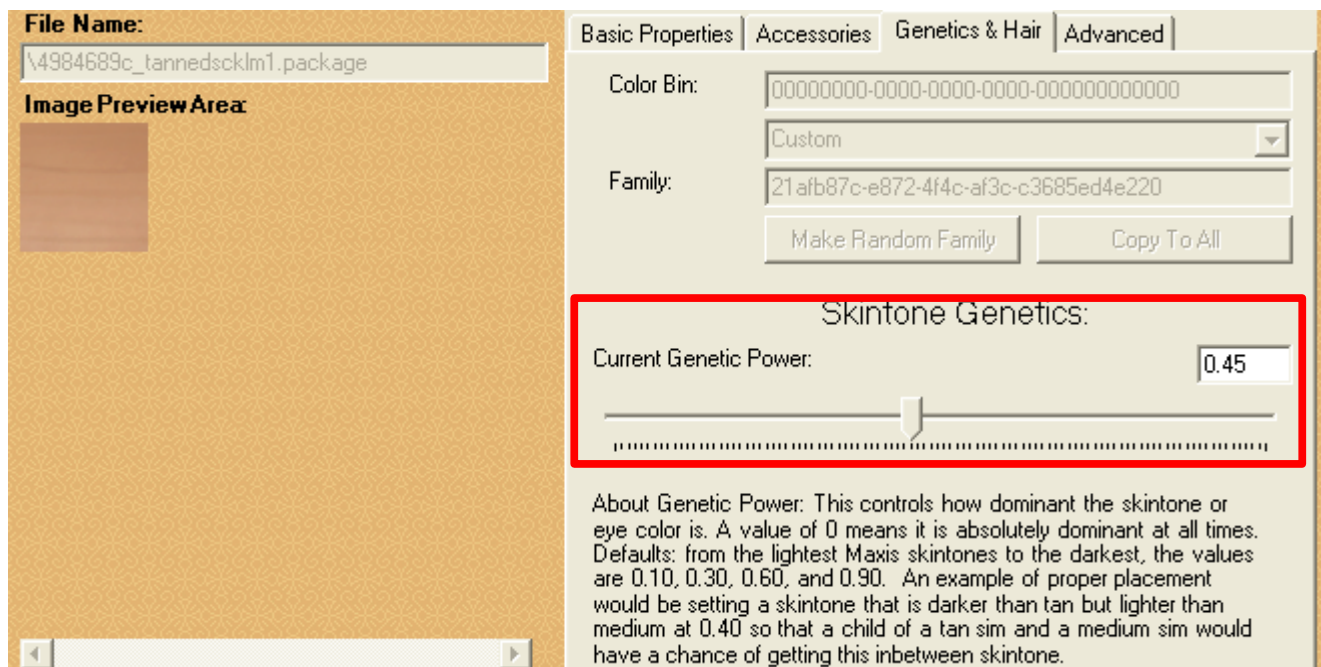 File Name:
\4984689c_tannedscklm1.package
Image Preview Area:
Basic Properties Accessories Genetics & Hair Advanced
Color Bin:
00000000-0000-0000-0000-000000000000
Custom
Family:
21afb87c-e872-4f4c-af3c-c3685ed4e220
Make Random Family Copy To All
Skintone Genetics:
Current Genetic Power:
0.45
About Genetic Power: This controls how dominant the skintone or
eye color is. A value of 0 means it is absolutely dominant at all times.
Defaults: from the lightest Maxis skintones to the darkest, the values
are 0.10, 0.30, 0.60, and 0.90. An example of proper placement
would be setting a skintone that is darker than tan but lighter than
medium at 0.40 so that a child of a tan sim and a medium sim would
have a chance of getting this inbetween skintone.